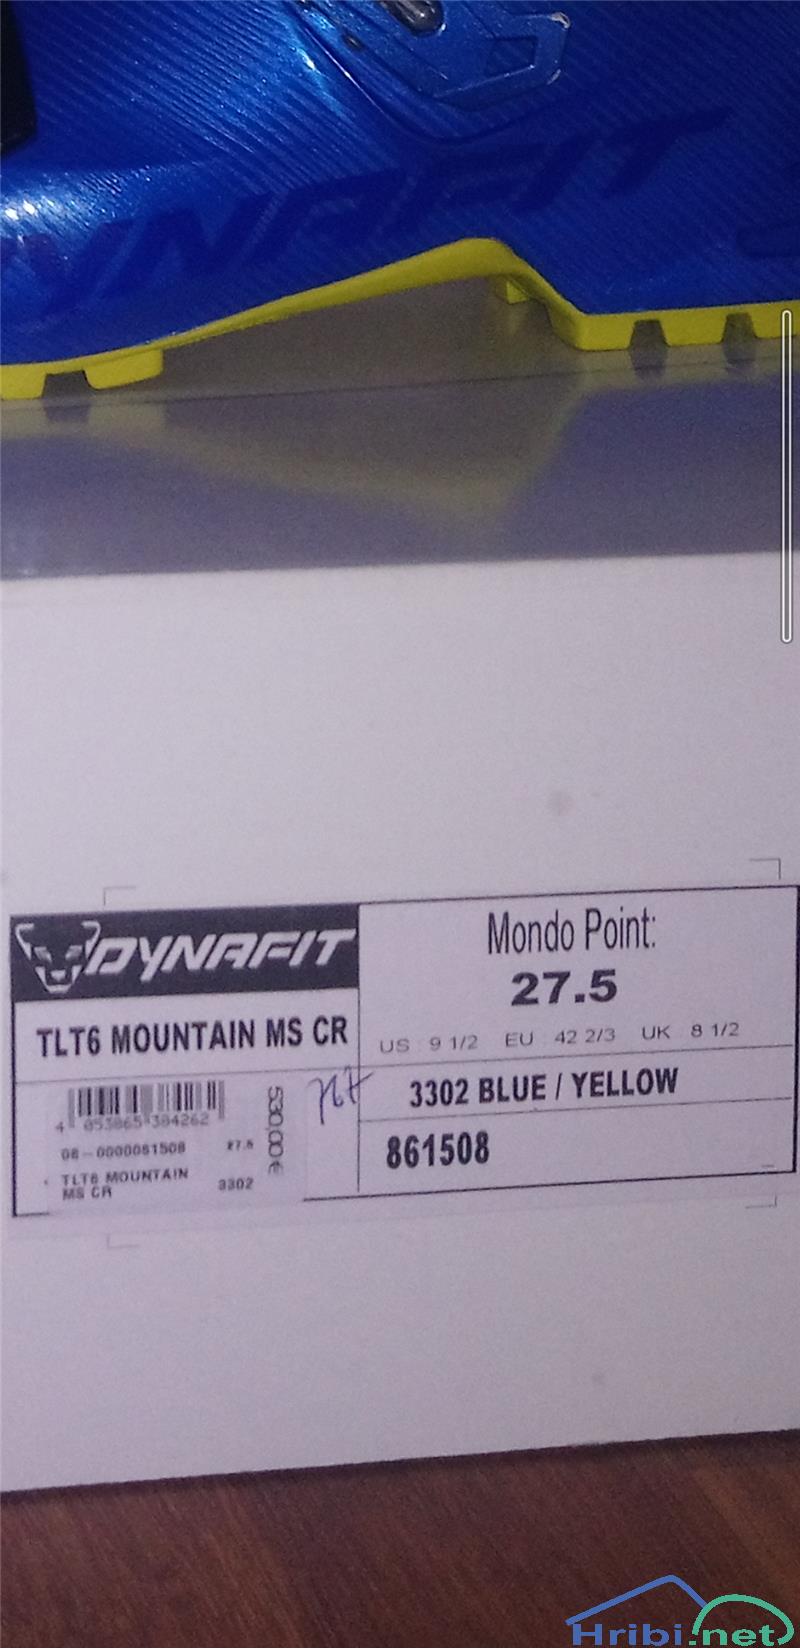 DYNAFIT
DYNAFIT
Mondo Point:
27.5
TLT6 MOUNTAIN MS CR
US 9 1/2 EU 42 2/3 UK 8 1/2
3302 BLUE / YELLOW
861508
4 053865 384262
530,00 €
08-0000061508 27.5
TLT6 MOUNTAIN
MS CR 3302
Hribi.net